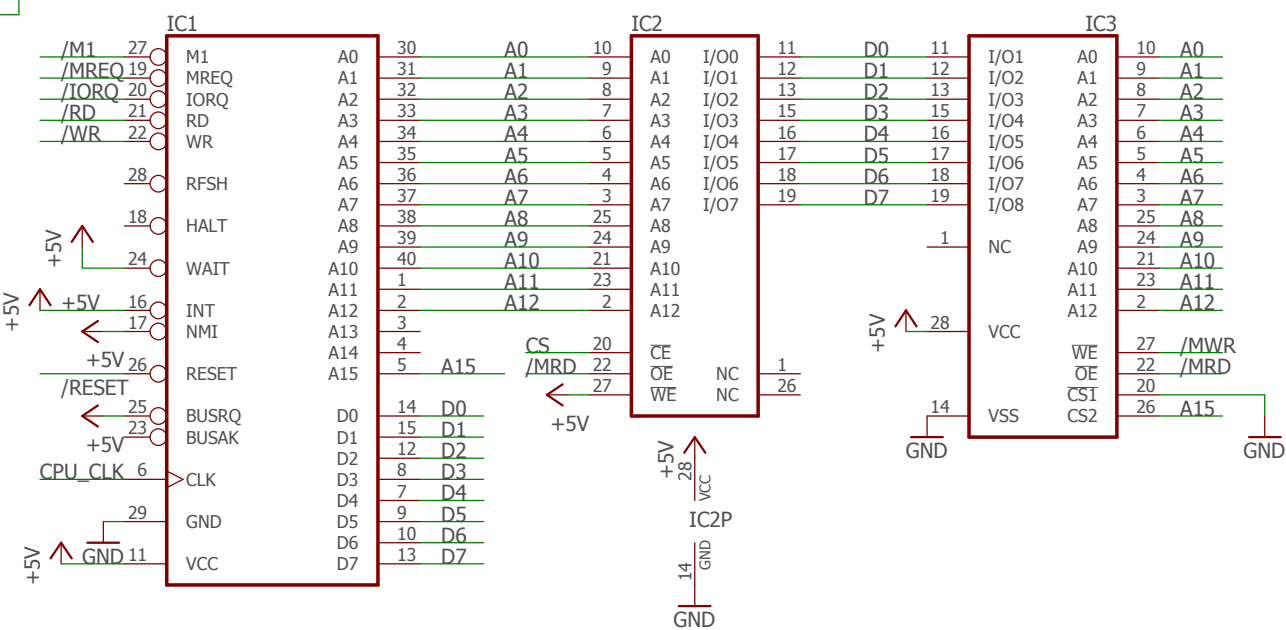 IC1 IC2 IC3
/M1 27 M1 A0 30 A0 10 A0 I/O0 11 D0 11 I/O1 A0 10 A0
/MREQ 19 MREQ A1 31 A1 9 A1 I/O1 12 D1 12 I/O2 A1 9 A1
/IORQ 20 IORQ A2 32 A2 8 A2 I/O2 13 D2 13 I/O3 A2 8 A2
/RD 21 RD A3 33 A3 7 A3 I/O3 15 D3 15 I/O4 A3 7 A3
/WR 22 WR A4 34 A4 6 A4 I/O4 16 D4 16 I/O5 A4 6 A4
A5 35 A5 5 A5 I/O5 17 D5 17 I/O6 A5 5 A5
28 RFSH A6 36 A6 4 A6 I/O6 18 D6 18 I/O7 A6 4 A6
A7 37 A7 3 A7 I/O7 19 D7 19 I/O8 A7 3 A7
18 HALT A8 38 A8 25 A8 A8 25 A8
+5V A9 39 A9 24 A9 1 NC A9 24 A9
24 WAIT A10 40 A10 21 A10 A10 21 A10
A11 1 A11 23 A11 A11 23 A11
+5V +5V 16 INT A12 2 A12 2 A12 A12 2 A12
17 NMI A13 3 +5V 28 VCC
+5V A14 4 CS 20 CE WE 27 /MWR
26 RESET A15 5 A15 /MRD 22 OE NC 1 OE 22 /MRD
/RESET 27 WE NC 26 CS1 20
25 BUSRQ D0 14 D0 +5V 14 VSS CS2 26 A15
+5V 23 BUSAK D1 15 D1 GND GND
D2 12 D2
CPU_CLK 6 CLK D3 8 D3 +5V 28 VCC
D4 7 D4
29 GND D5 9 D5 IC2P
D6 10 D6
+5V GND 11 VCC D7 13 D7 14 GND
GND